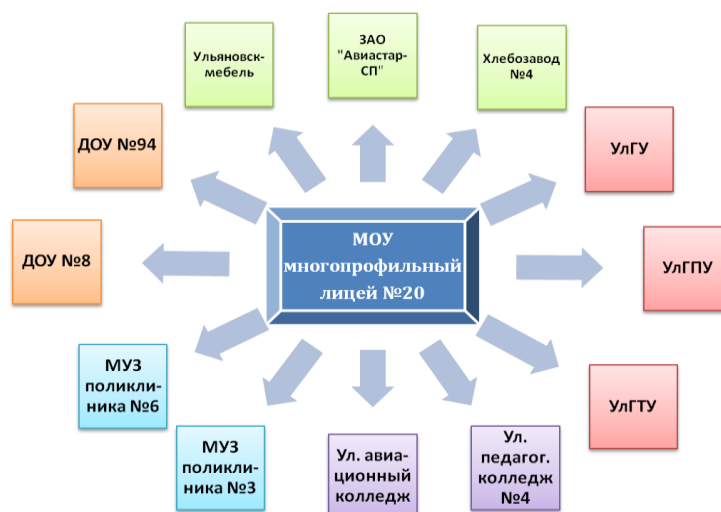 ЗАО
"Авиастар-
СП"
Ульяновск-
мебель
Хлебозавод
№4
ДОУ №94
УлГУ
МОУ
многопрофильный
лицей №20
ДОУ №8
УлГПУ
МУЗ
поликли-
ника №6
УлГТУ
МУЗ
поликли-
ника №3
Ул. авиа-
ционный
колледж
Ул.
педагог.
колледж
№4